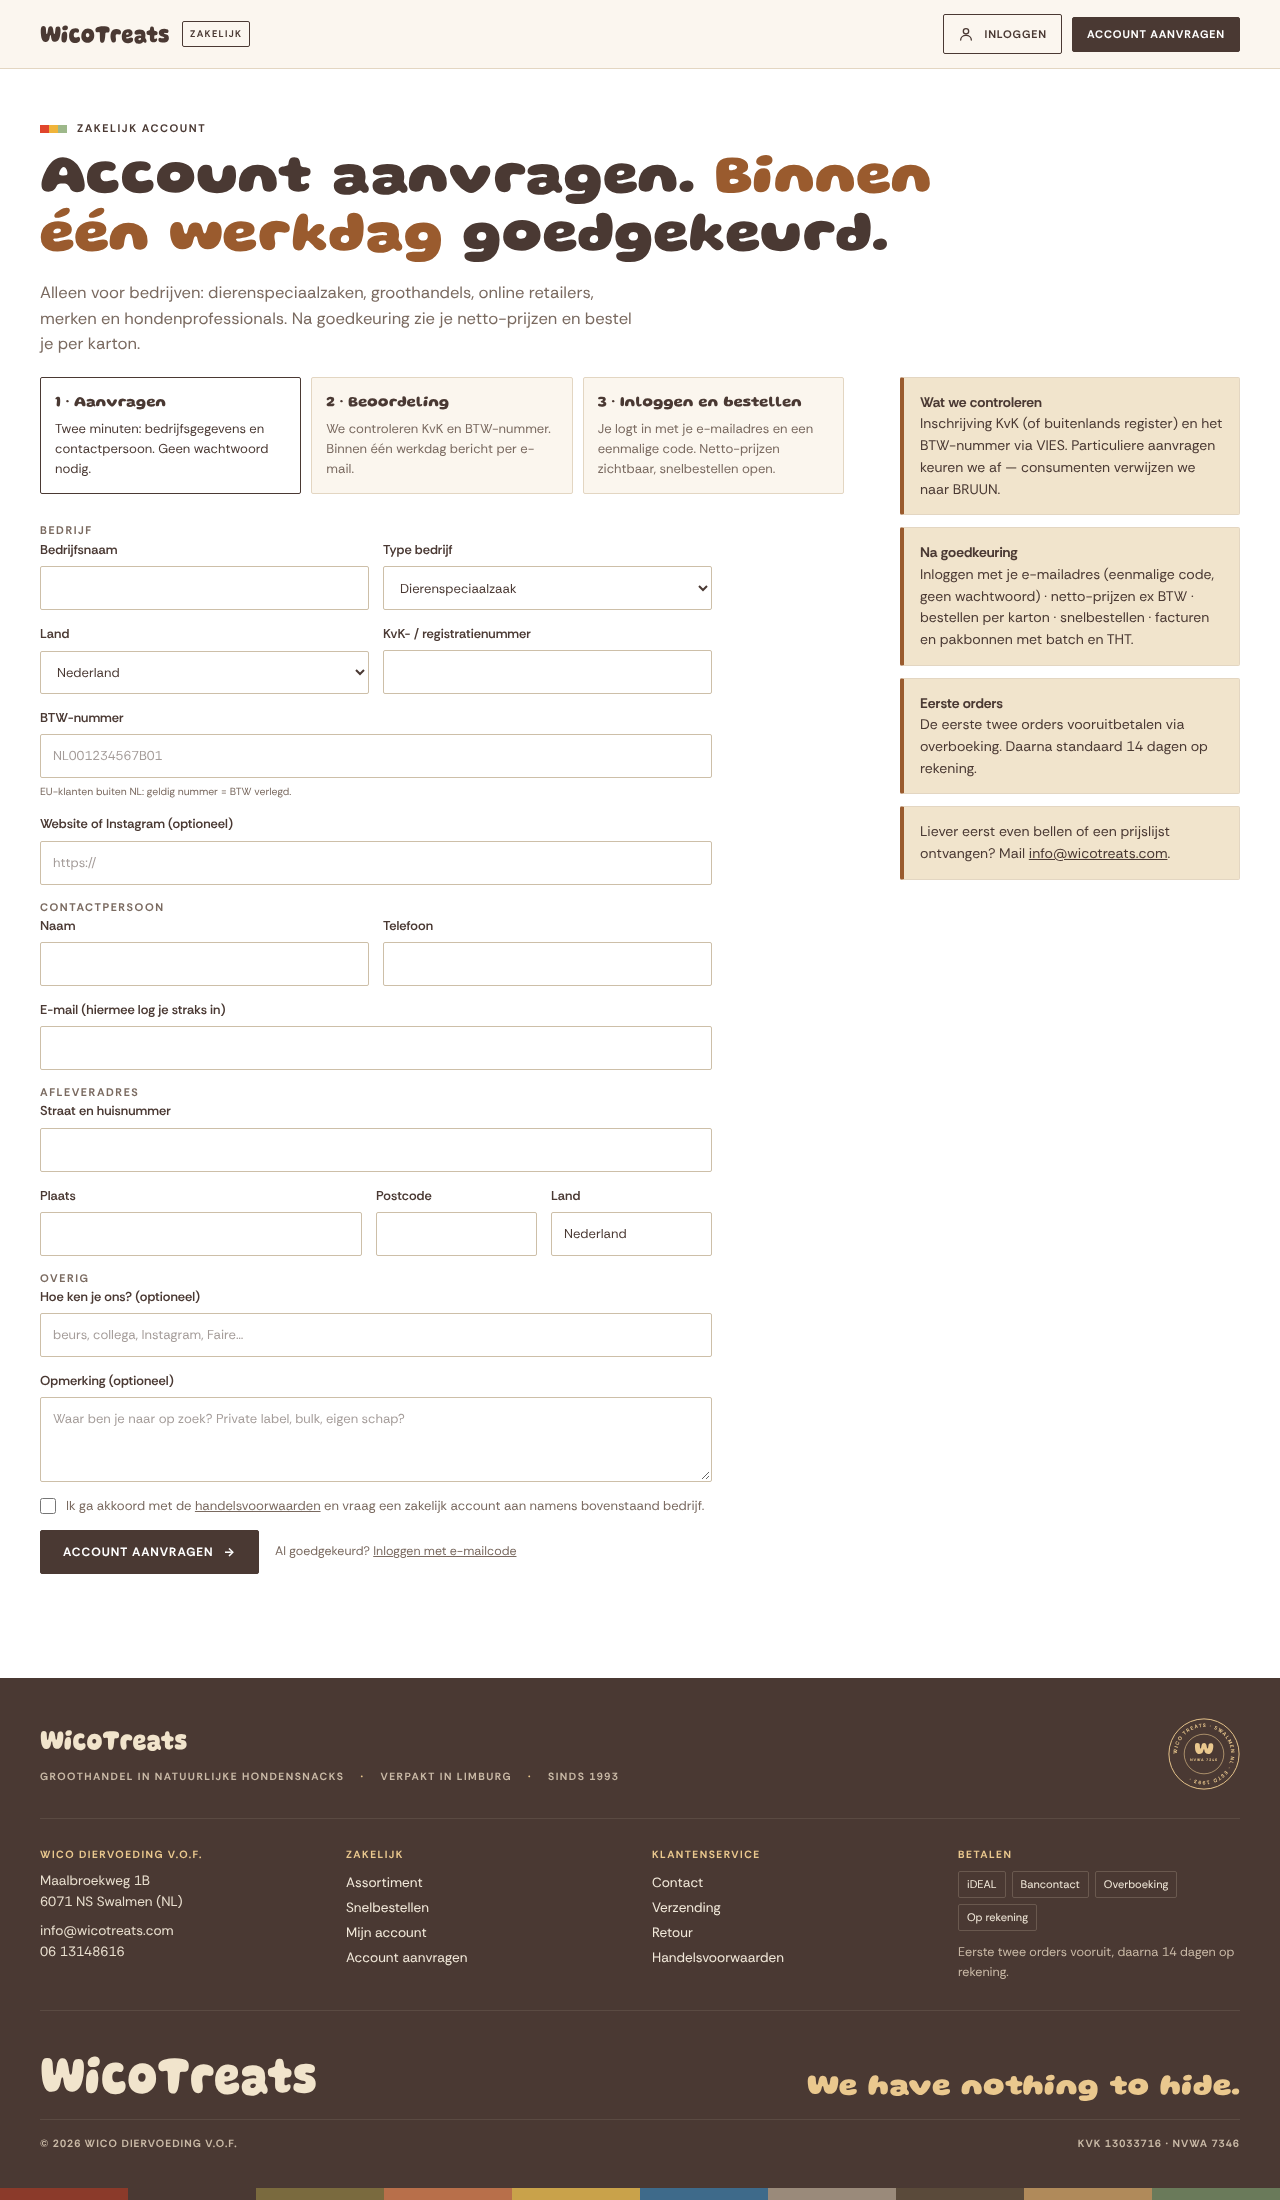 WicoTreats
ZAKELIJK
INLOGGEN
ACCOUNT AANVRAGEN
ZAKELIJK ACCOUNT
Account aanvragen. Binnen
één werkdag goedgekeurd.
Alleen voor bedrijven: dierenspeciaalzaken, groothandels, online retailers,
merken en hondenprofessionals. Na goedkeuring zie je netto-prijzen en bestel
je per karton.
1 · Aanvragen
Twee minuten: bedrijfsgegevens en
contactpersoon. Geen wachtwoord
nodig.
2 · Beoordeling
We controleren KvK en BTW-nummer.
Binnen één werkdag bericht per e-
mail.
3 · Inloggen en bestellen
Je logt in met je e-mailadres en een
eenmalige code. Netto-prijzen
zichtbaar, snelbestellen open.
BEDRIJF
Bedrijfsnaam
Type bedrijf
Dierenspeciaalzaak
Land
KvK- / registratienummer
Nederland
BTW-nummer
NL001234567B01
EU-klanten buiten NL: geldig nummer = BTW verlegd.
Website of Instagram (optioneel)
https://
CONTACTPERSOON
Naam
Telefoon
E-mail (hiermee log je straks in)
AFLEVERADRES
Straat en huisnummer
Plaats
Postcode
Land
Nederland
OVERIG
Hoe ken je ons? (optioneel)
beurs, collega, Instagram, Faire…
Opmerking (optioneel)
Waar ben je naar op zoek? Private label, bulk, eigen schap?
Ik ga akkoord met de handelsvoorwaarden en vraag een zakelijk account aan namens bovenstaand bedrijf.
ACCOUNT AANVRAGEN →
Al goedgekeurd? Inloggen met e-mailcode
Wat we controleren
Inschrijving KvK (of buitenlands register) en het
BTW-nummer via VIES. Particuliere aanvragen
keuren we af — consumenten verwijzen we
naar BRUUN.
Na goedkeuring
Inloggen met je e-mailadres (eenmalige code,
geen wachtwoord) · netto-prijzen ex BTW ·
bestellen per karton · snelbestellen · facturen
en pakbonnen met batch en THT.
Eerste orders
De eerste twee orders vooruitbetalen via
overboeking. Daarna standaard 14 dagen op
rekening.
Liever eerst even bellen of een prijslijst
ontvangen? Mail info@wicotreats.com.
WicoTreats
GROOTHANDEL IN NATUURLIJKE HONDENSNACKS · VERPAKT IN LIMBURG · SINDS 1993
WICO TREATS · SWALMEN NL · ESTD 1993 ·
W
NVWA 7346
WICO DIERVOEDING V.O.F.
Maalbroekweg 1B
6071 NS Swalmen (NL)
info@wicotreats.com
06 13148616
ZAKELIJK
Assortiment
Snelbestellen
Mijn account
Account aanvragen
KLANTENSERVICE
Contact
Verzending
Retour
Handelsvoorwaarden
BETALEN
iDEAL
Bancontact
Overboeking
Op rekening
Eerste twee orders vooruit, daarna 14 dagen op
rekening.
WicoTreats
We have nothing to hide.
© 2026 WICO DIERVOEDING V.O.F.
KVK 13033716 · NVWA 7346